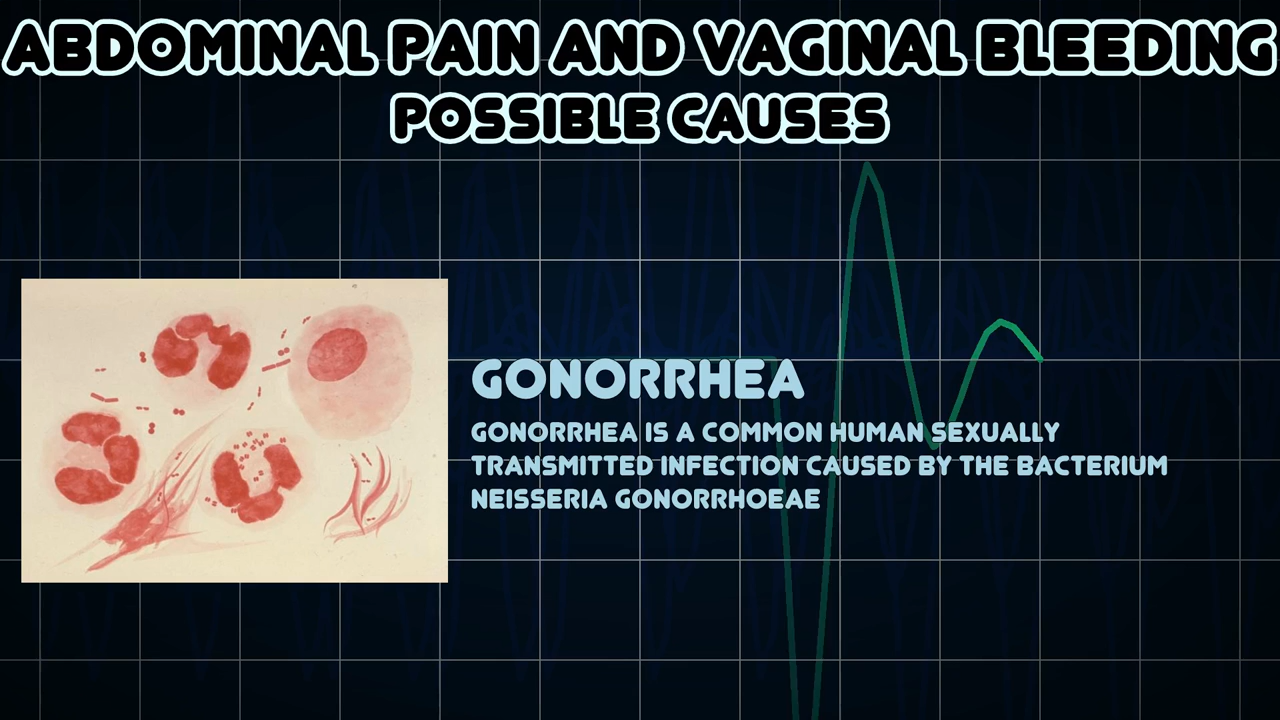 ABDOMINAL PAIN AND VAGINAL BLEEDING
POSSIBLE CAUSES
GONORRHEA
GONORRHEA IS A COMMON HUMAN SEXUALLY
TRANSMITTED INFECTION CAUSED BY THE BACTERIUM
NEISSERIA GONORRHOEAE